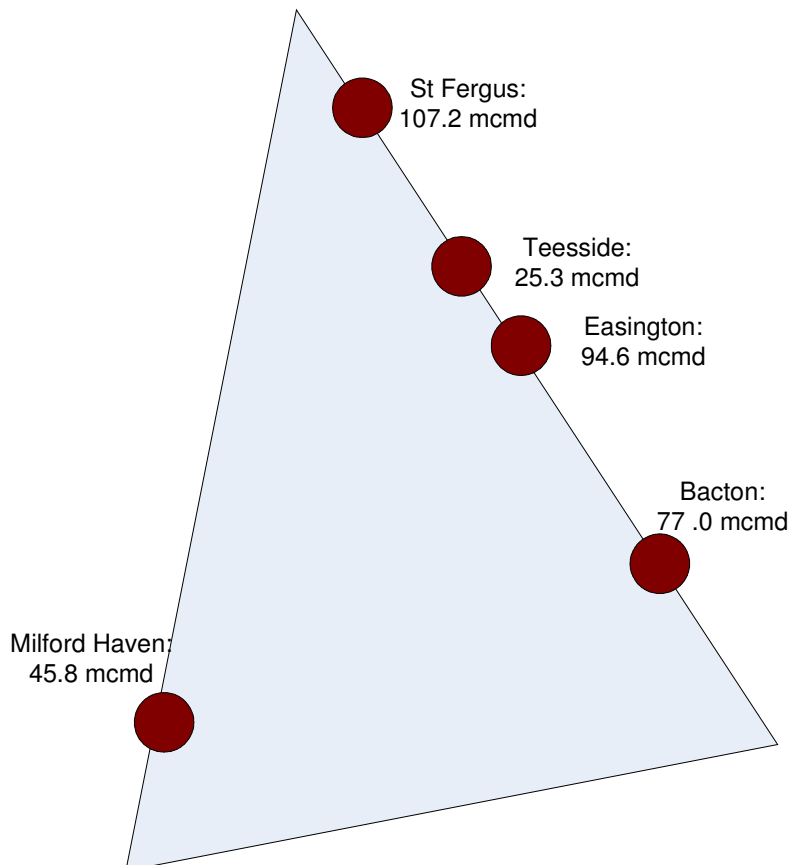 St Fergus:
107.2 mcmd
Teesside:
25.3 mcmd
Easington:
94.6 mcmd
Bacton:
77 .0 mcmd
Milford Haven:
45.8 mcmd